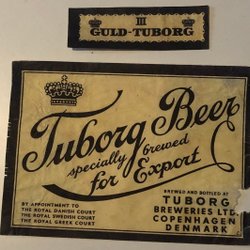 III
GULD-TUBORG
Tuborg Beer
specially brewed
for Export
BY APPOINTMENT TO
THE ROYAL DANISH COURT
THE ROYAL SWEDISH COURT
THE ROYAL GREEK COURT
BREWED AND BOTTLED AT
TUBORG
BREWERIES LTD
COPENHAGEN
DENMARK